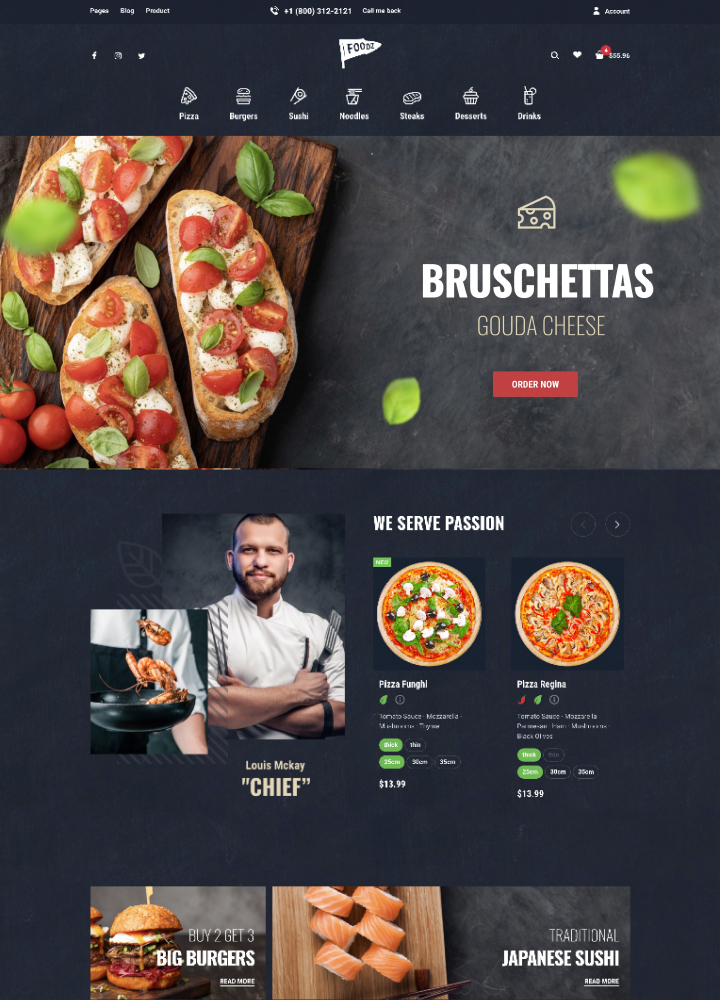 Pages Blog Product
+1 (800) 312-2121 Call me back
Account
FOODZ
4
$55.96
Pizza Burgers Sushi Noodles Steaks Desserts Drinks
BRUSCHETTAS
GOUDA CHEESE
ORDER NOW
WE SERVE PASSION
Louis Mckay
"CHIEF”
NEW
Pizza Funghi
Tomato Sauce · Mozzarella ·
Mushrooms · Thyme
thick thin
25cm 30cm 35cm
$13.99
Pizza Regina
Tomato Sauce · Mozzarella ·
Parmesan · Ham · Mushrooms ·
Black Olives
thick thin
25cm 30cm 35cm
$13.99
BUY 2 GET 3
BIG BURGERS
READ MORE
TRADITIONAL
JAPANESE SUSHI
READ MORE